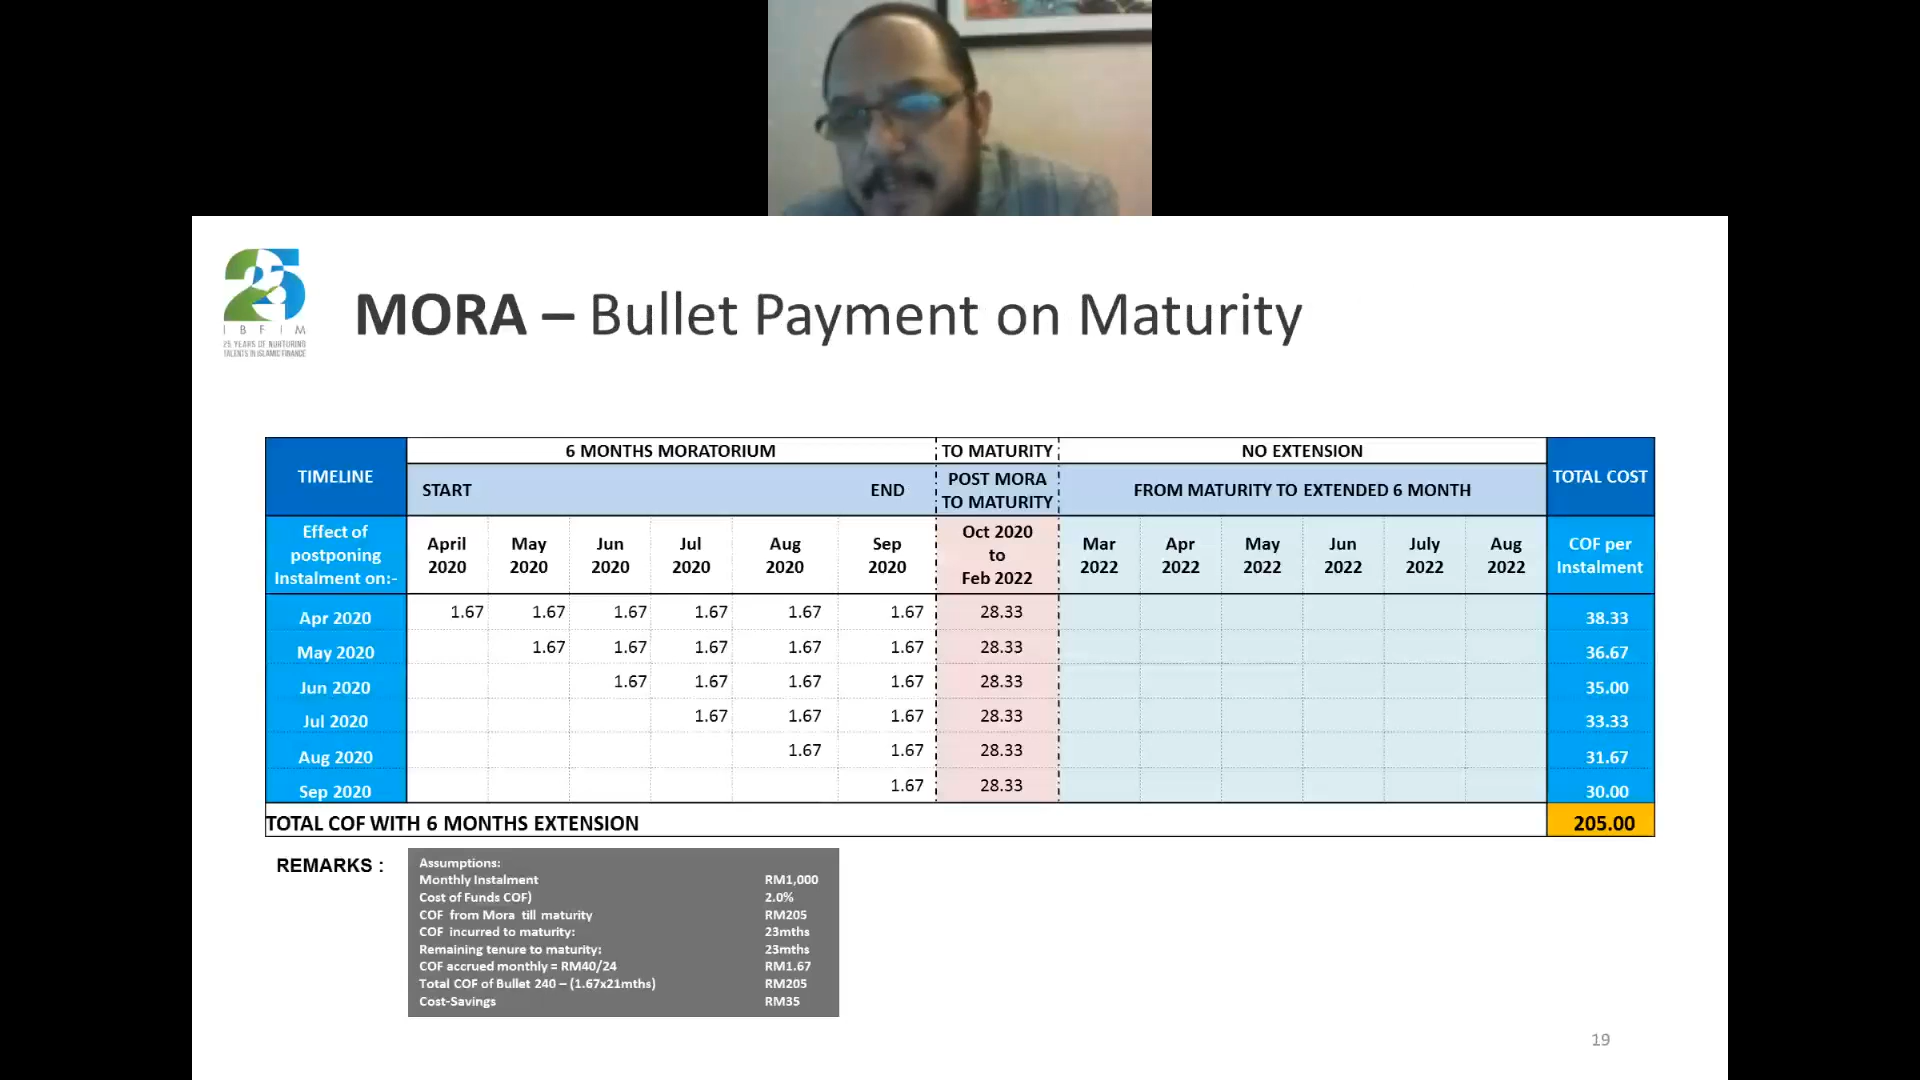 IBFIM
25 YEARS OF NURTURING
TALENTS IN ISLAMIC FINANCE
MORA – Bullet Payment on Maturity
TIMELINE
6 MONTHS MORATORIUM
TO MATURITY
NO EXTENSION
TOTAL COST
START
END
POST MORA
TO MATURITY
FROM MATURITY TO EXTENDED 6 MONTH
Effect of
postponing
Instalment on:-
April
2020
May
2020
Jun
2020
Jul
2020
Aug
2020
Sep
2020
Oct 2020
to
Feb 2022
Mar
2022
Apr
2022
May
2022
Jun
2022
July
2022
Aug
2022
COF per
Instalment
Apr 2020 1.67 1.67 1.67 1.67 1.67 1.67 28.33 38.33
May 2020 1.67 1.67 1.67 1.67 1.67 28.33 36.67
Jun 2020 1.67 1.67 1.67 1.67 28.33 35.00
Jul 2020 1.67 1.67 1.67 28.33 33.33
Aug 2020 1.67 1.67 28.33 31.67
Sep 2020 1.67 28.33 30.00
TOTAL COF WITH 6 MONTHS EXTENSION 205.00
REMARKS :
Assumptions:
Monthly Instalment RM1,000
Cost of Funds COF) 2.0%
COF from Mora till maturity RM205
COF incurred to maturity: 23mths
Remaining tenure to maturity: 23mths
COF accrued monthly = RM40/24 RM1.67
Total COF of Bullet 240 – (1.67x21mths) RM205
Cost-Savings RM35
19